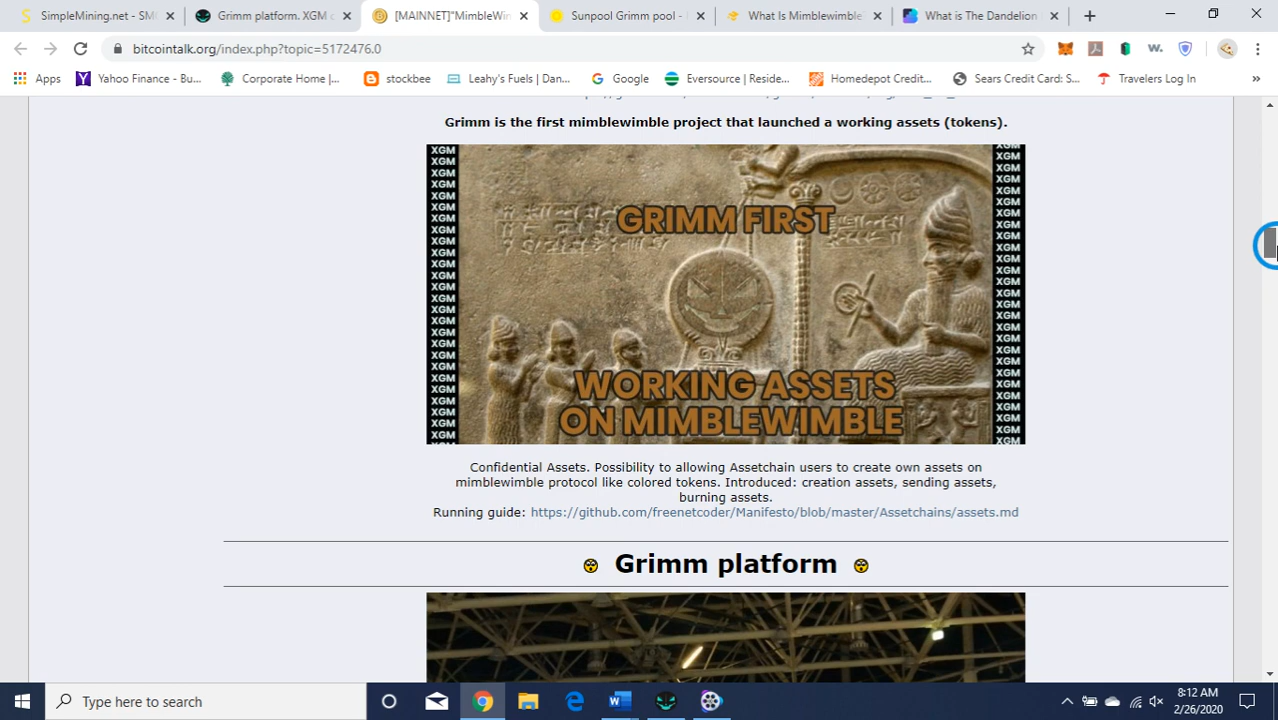 SimpleMining.net - SM
Grimm platform. XGM c
[MAINNET]"MimbleWin
Sunpool Grimm pool -
What Is Mimblewimble
What is The Dandelion
bitcointalk.org/index.php?topic=5172476.0
Apps
Yahoo Finance - Bu...
Corporate Home |...
stockbee
Leahy's Fuels | Dan...
Google
Eversource | Reside...
Homedepot Credit...
Sears Credit Card: S...
Travelers Log In
Grimm is the first mimblewimble project that launched a working assets (tokens).
XGM
GRIMM FIRST
WORKING ASSETS
ON MIMBLEWIMBLE
XGM
Confidential Assets. Possibility to allowing Assetchain users to create own assets on
mimblewimble protocol like colored tokens. Introduced: creation assets, sending assets,
burning assets.
Running guide: https://github.com/freenetcoder/Manifesto/blob/master/Assetchains/assets.md
Grimm platform
Type here to search
8:12 AM
2/26/2020